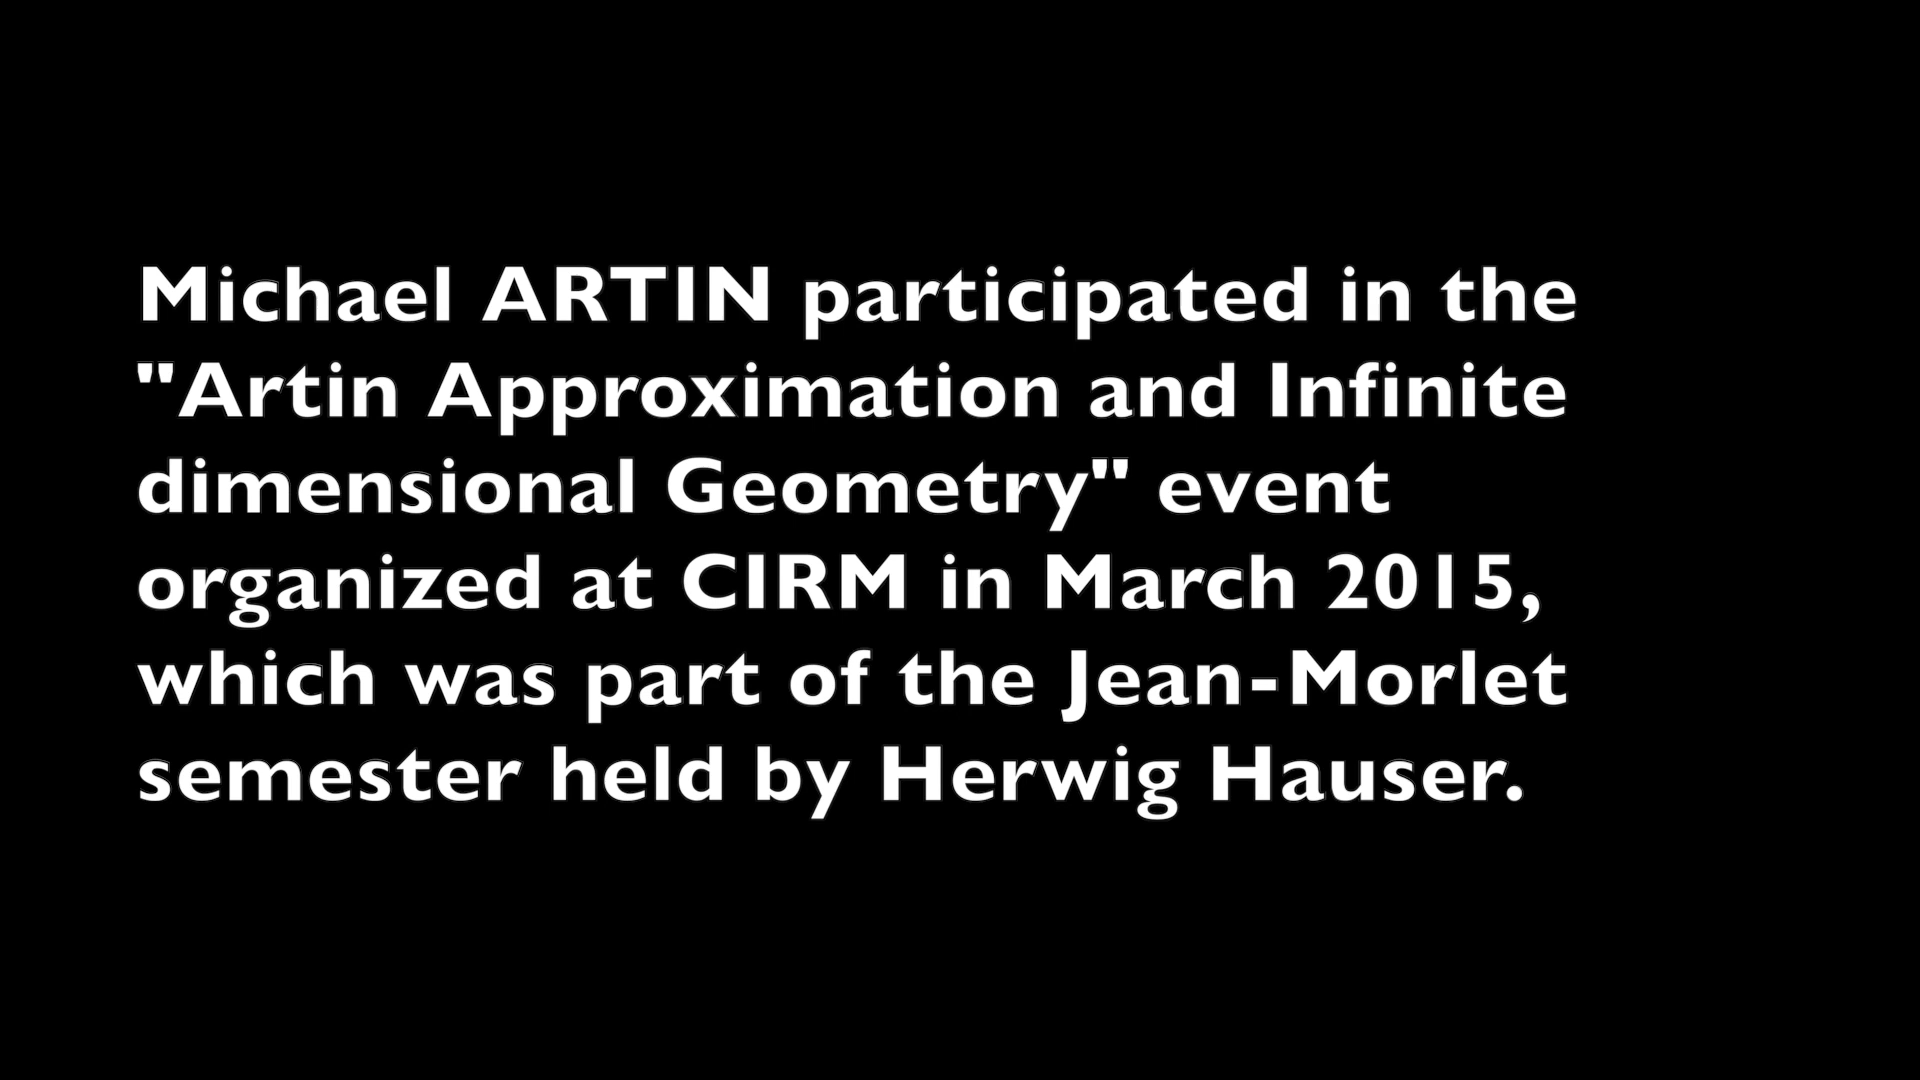 Michael ARTIN participated in the
"Artin Approximation and Infinite
dimensional Geometry" event
organized at CIRM in March 2015,
which was part of the Jean-Morlet
semester held by Herwig Hauser.